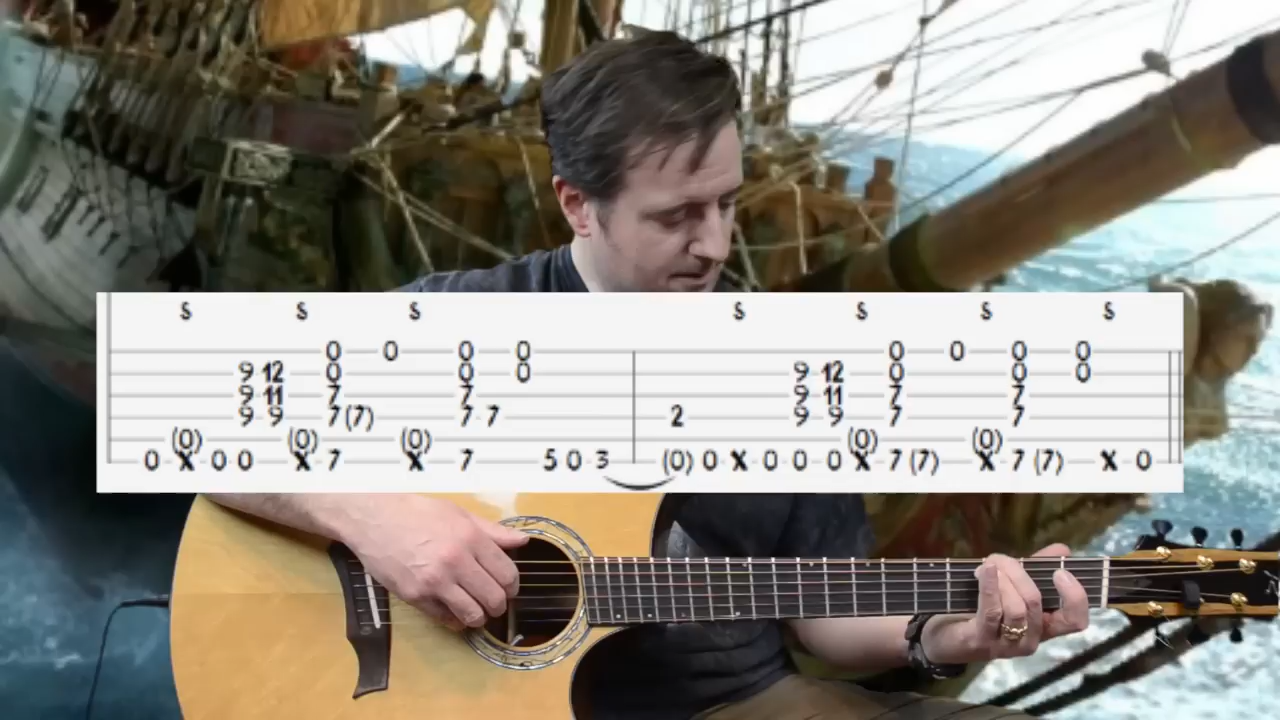 S S S S S S S
0 0 0 0 0 0 0 0
9 12 0 0 0 9 12 0 0 0
9 11 7 7 9 11 7 7
9 9 7 (7) 7 7 2 9 9 7 7
(0) (0) (0) (0) (0)
0 X 0 0 X 7 X 7 5 0 3 (0) 0 X 0 0 0 X 7 (7) X 7 (7) X 0